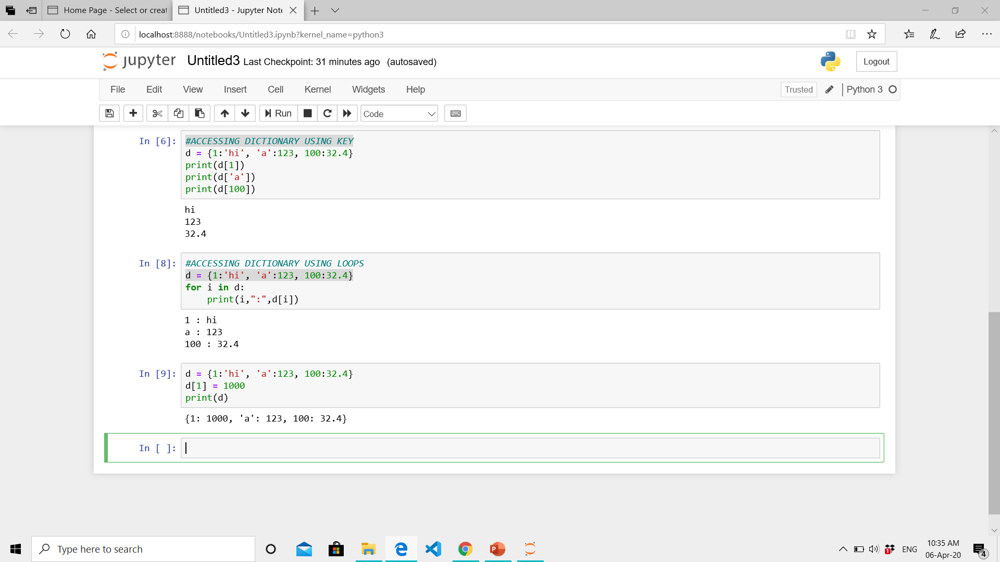 Home Page - Select or creat
Untitled3 - Jupyter Note
localhost:8888/notebooks/Untitled3.ipynb?kernel_name=python3
jupyter Untitled3 Last Checkpoint: 31 minutes ago (autosaved)
Logout
File Edit View Insert Cell Kernel Widgets Help
Trusted
Python 3
Run
Code
In [6]:
#ACCESSING DICTIONARY USING KEY
d = {1:'hi', 'a':123, 100:32.4}
print(d[1])
print(d['a'])
print(d[100])
hi
123
32.4
In [8]:
#ACCESSING DICTIONARY USING LOOPS
d = {1:'hi', 'a':123, 100:32.4}
for i in d:
    print(i,":",d[i])
1 : hi
a : 123
100 : 32.4
In [9]:
d = {1:'hi', 'a':123, 100:32.4}
d[1] = 1000
print(d)
{1: 1000, 'a': 123, 100: 32.4}
In [ ]:
Type here to search
P
1
ENG
10:35 AM
06-Apr-20
4